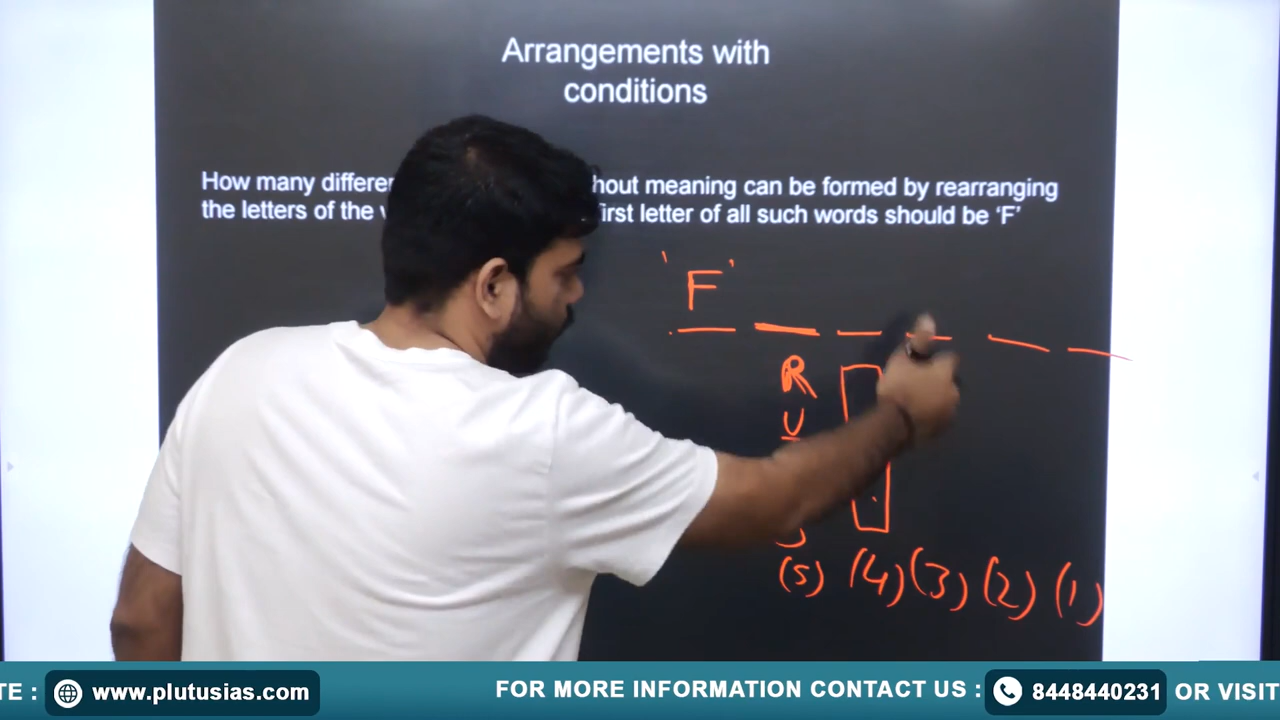 Arrangements with
conditions
How many hout meaning can be formed by rearranging
the letters of the irst letter of all such words should be ‘F’
'F'
R
U
(5) (4) (3) (2) (1)
TE : www.plutusias.com FOR MORE INFORMATION CONTACT US : 8448440231 OR VISIT